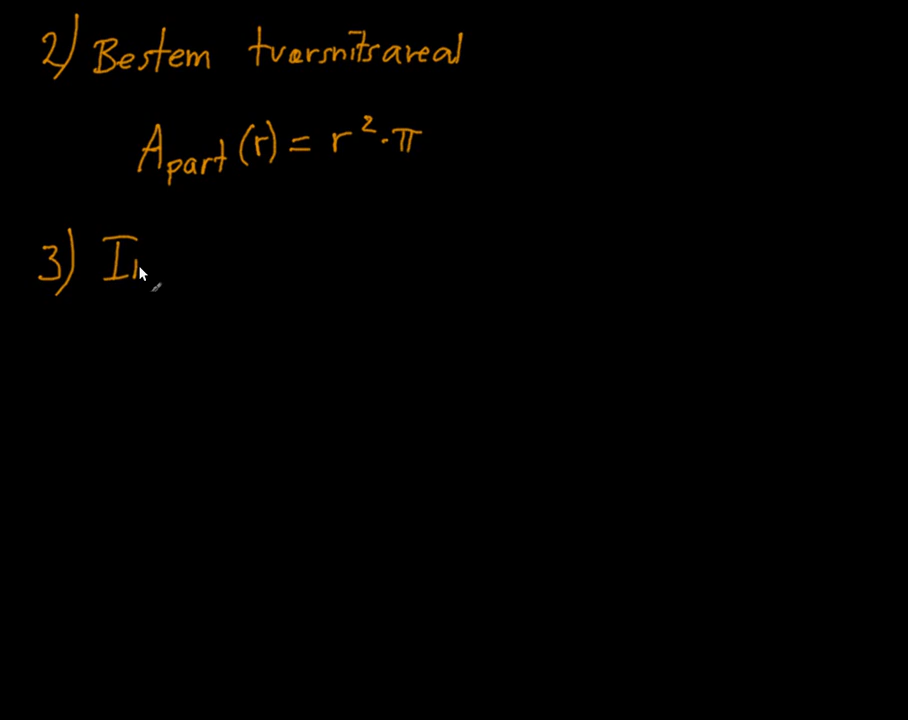 2) Bestem tværsnitsareal
A_part (r) = r²·π
3) I